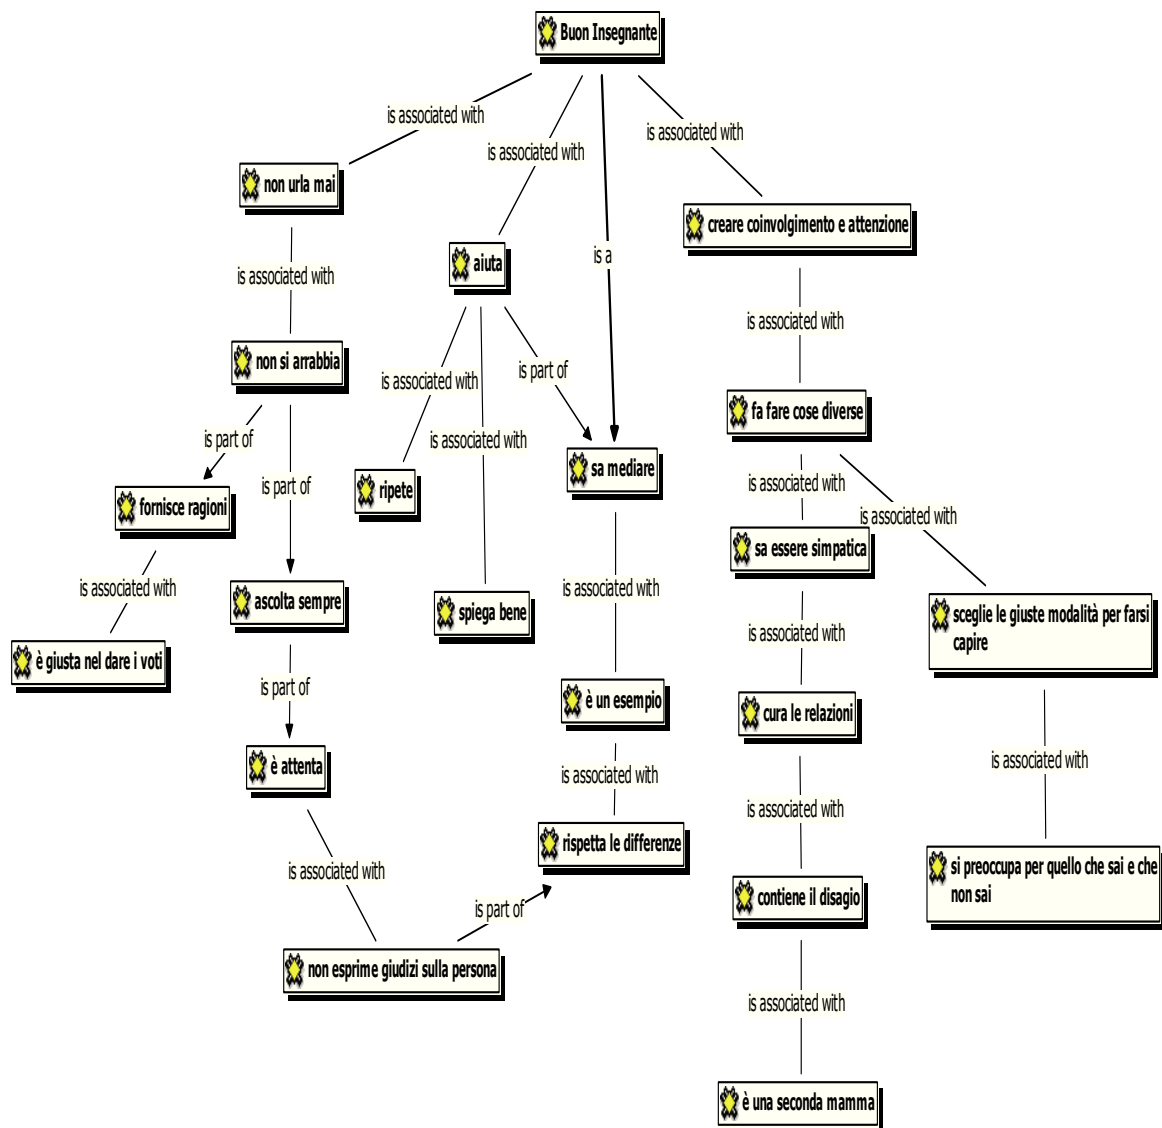 Buon Insegnante
is associated with
is associated with
is associated with
non urla mai
creare coinvolgimento e attenzione
is a
aiuta
is associated with
is associated with
non si arrabbia
is part of
is associated with
fa fare cose diverse
is part of
is associated with
sa mediare
is associated with
is part of
ripete
fornisce ragioni
is associated with
sa essere simpatica
is associated with
is associated with
ascolta sempre
spiega bene
sceglie le giuste modalità per farsi
capire
is associated with
è giusta nel dare i voti
is part of
è un esempio
cura le relazioni
è attenta
is associated with
is associated with
is associated with
rispetta le differenze
is associated with
si preoccupa per quello che sai e che
non sai
contiene il disagio
is part of
non esprime giudizi sulla persona
is associated with
è una seconda mamma